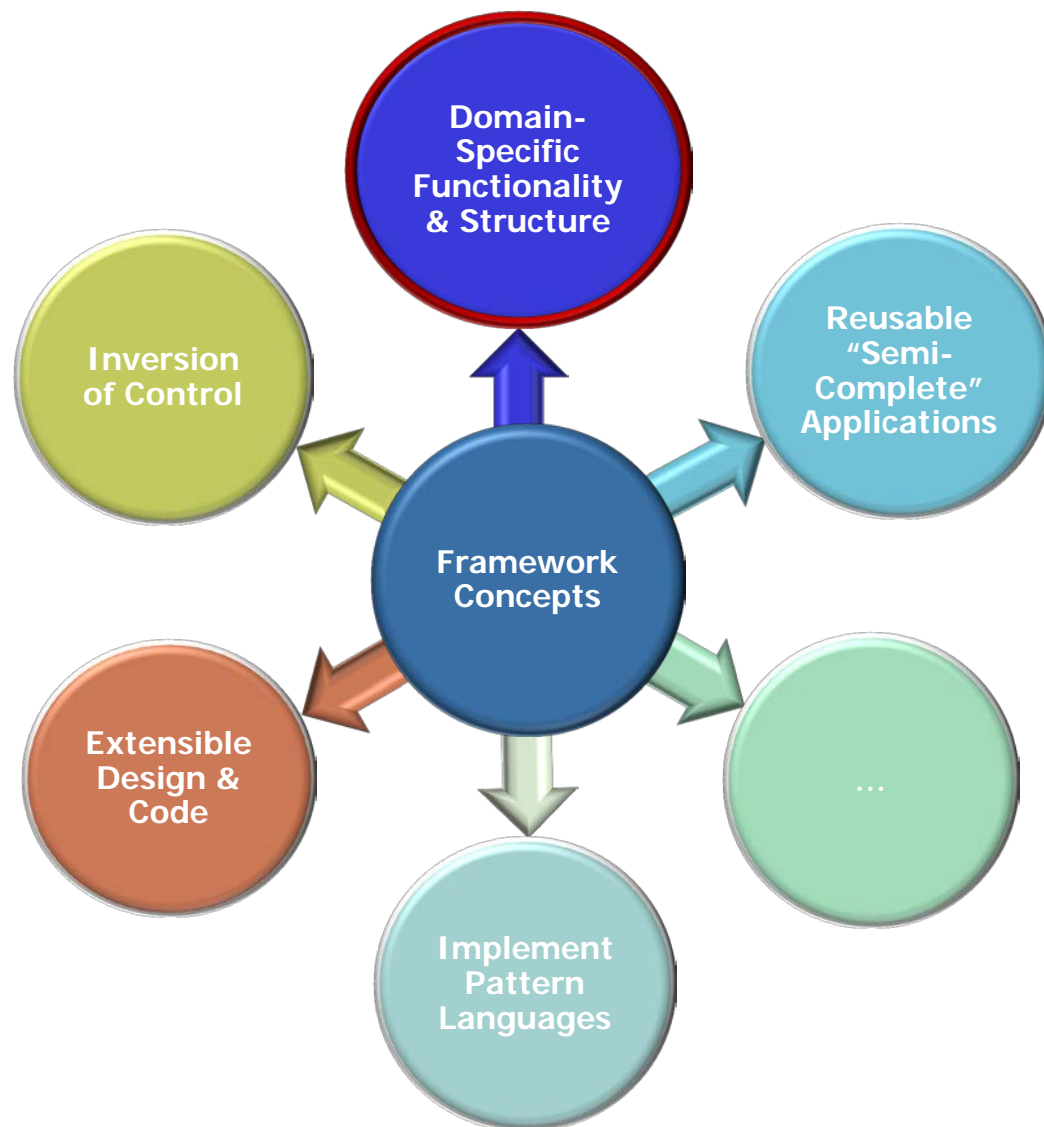 Domain-
Specific
Functionality
& Structure
Inversion
of Control
Reusable
“Semi-
Complete”
Applications
Framework
Concepts
Extensible
Design &
Code
...
Implement
Pattern
Languages